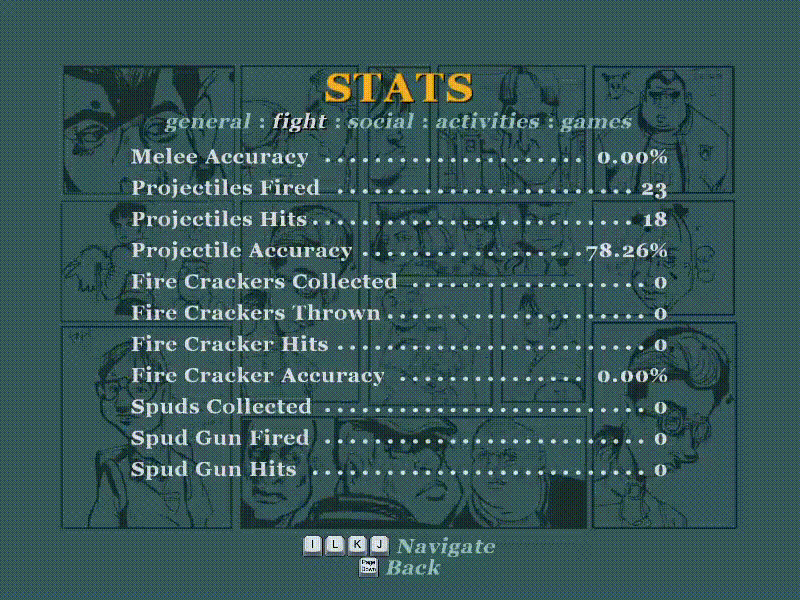 STATS
general : fight : social : activities : games
Melee Accuracy ...................... 0.00%
Projectiles Fired ......................... 23
Projectiles Hits ........................... 18
Projectile Accuracy ................... 78.26%
Fire Crackers Collected .................... 0
Fire Crackers Thrown ...................... 0
Fire Cracker Hits .......................... 0
Fire Cracker Accuracy ................ 0.00%
Spuds Collected ........................... 0
Spud Gun Fired ........................... 0
Spud Gun Hits ............................ 0
I L K J Navigate
Page Down Back